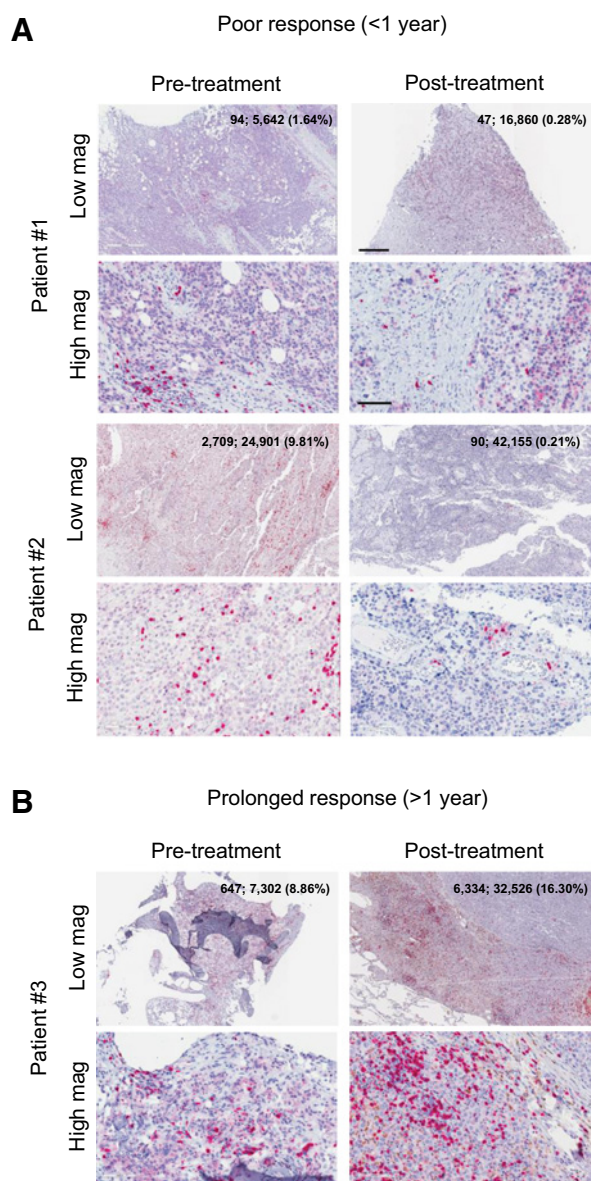 A
Poor response (<1 year)
Pre-treatment
Post-treatment
Patient #1
Low mag
94; 5,642 (1.64%)
47; 16,860 (0.28%)
High mag
Patient #2
Low mag
2,709; 24,901 (9.81%)
90; 42,155 (0.21%)
High mag
B
Prolonged response (>1 year)
Pre-treatment
Post-treatment
Patient #3
Low mag
647; 7,302 (8.86%)
6,334; 32,526 (16.30%)
High mag